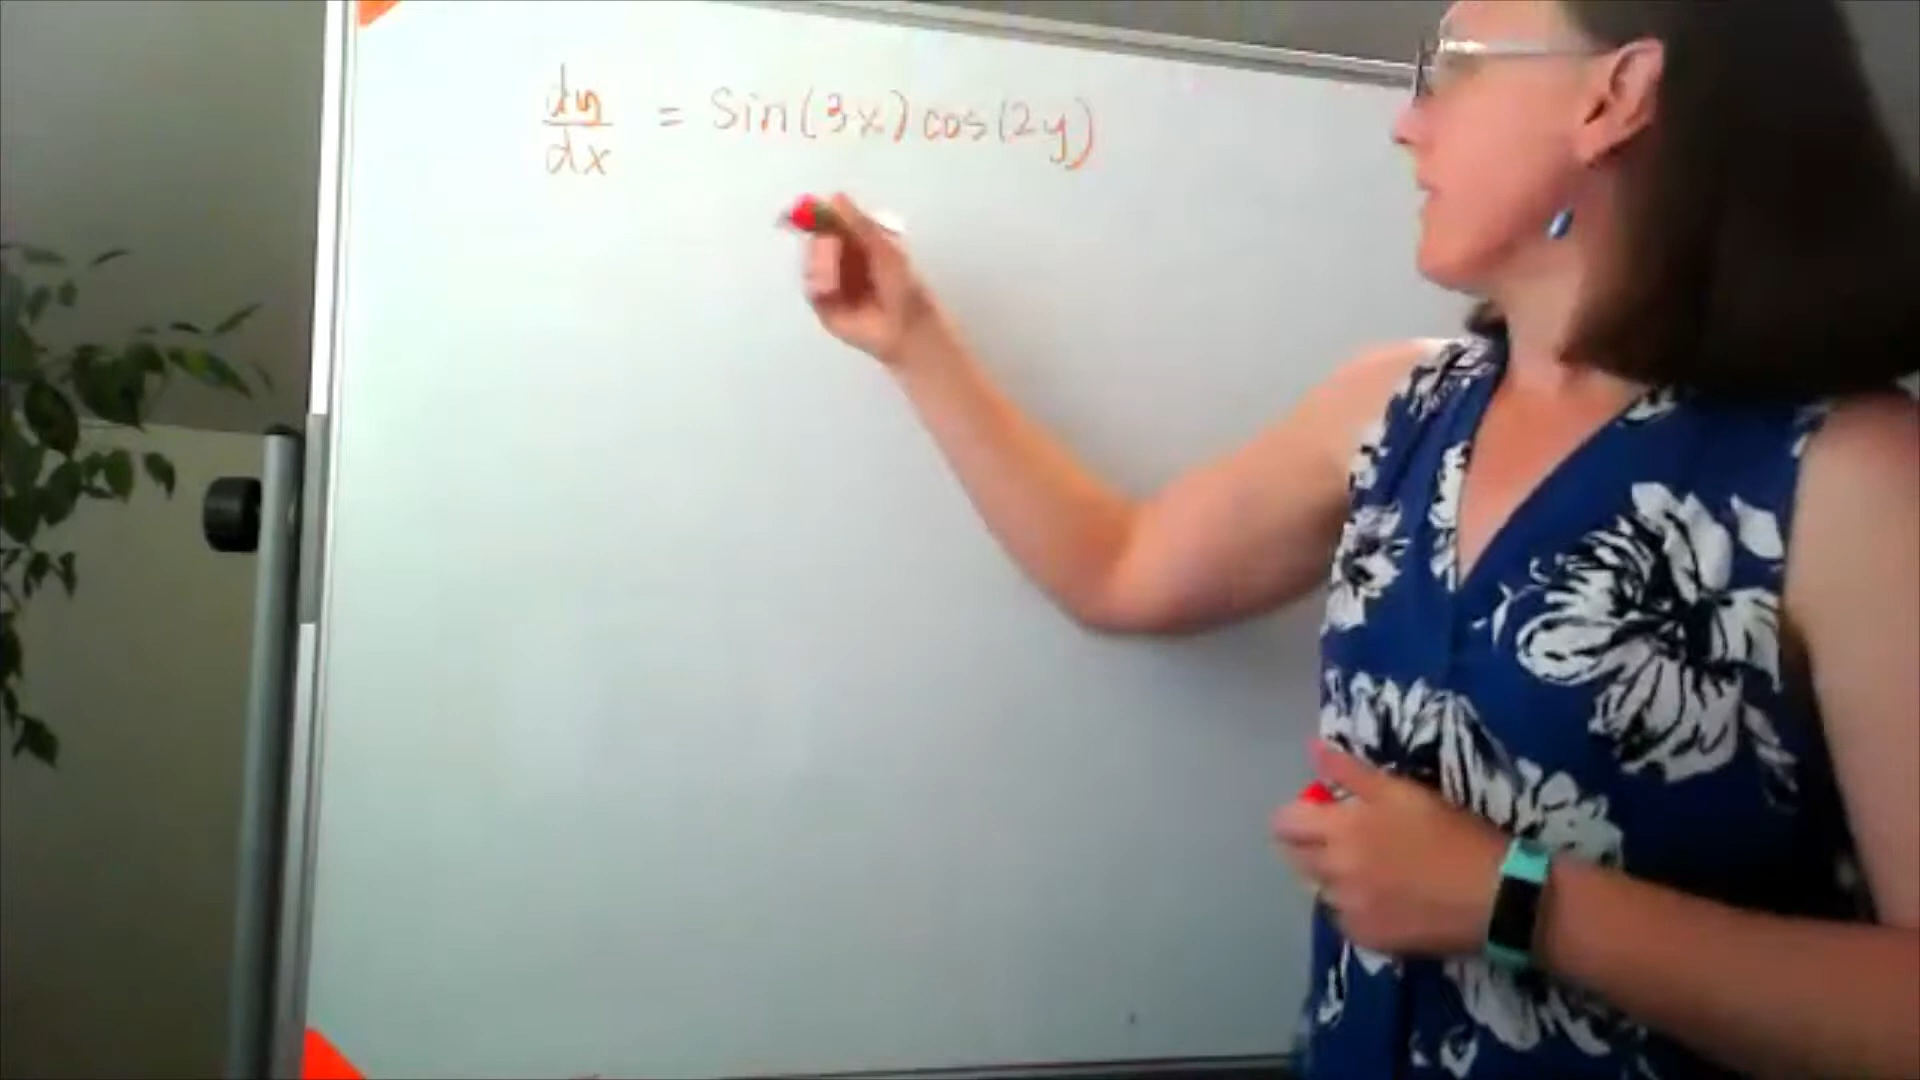 dy/dx = Sin(3x) cos(2y)